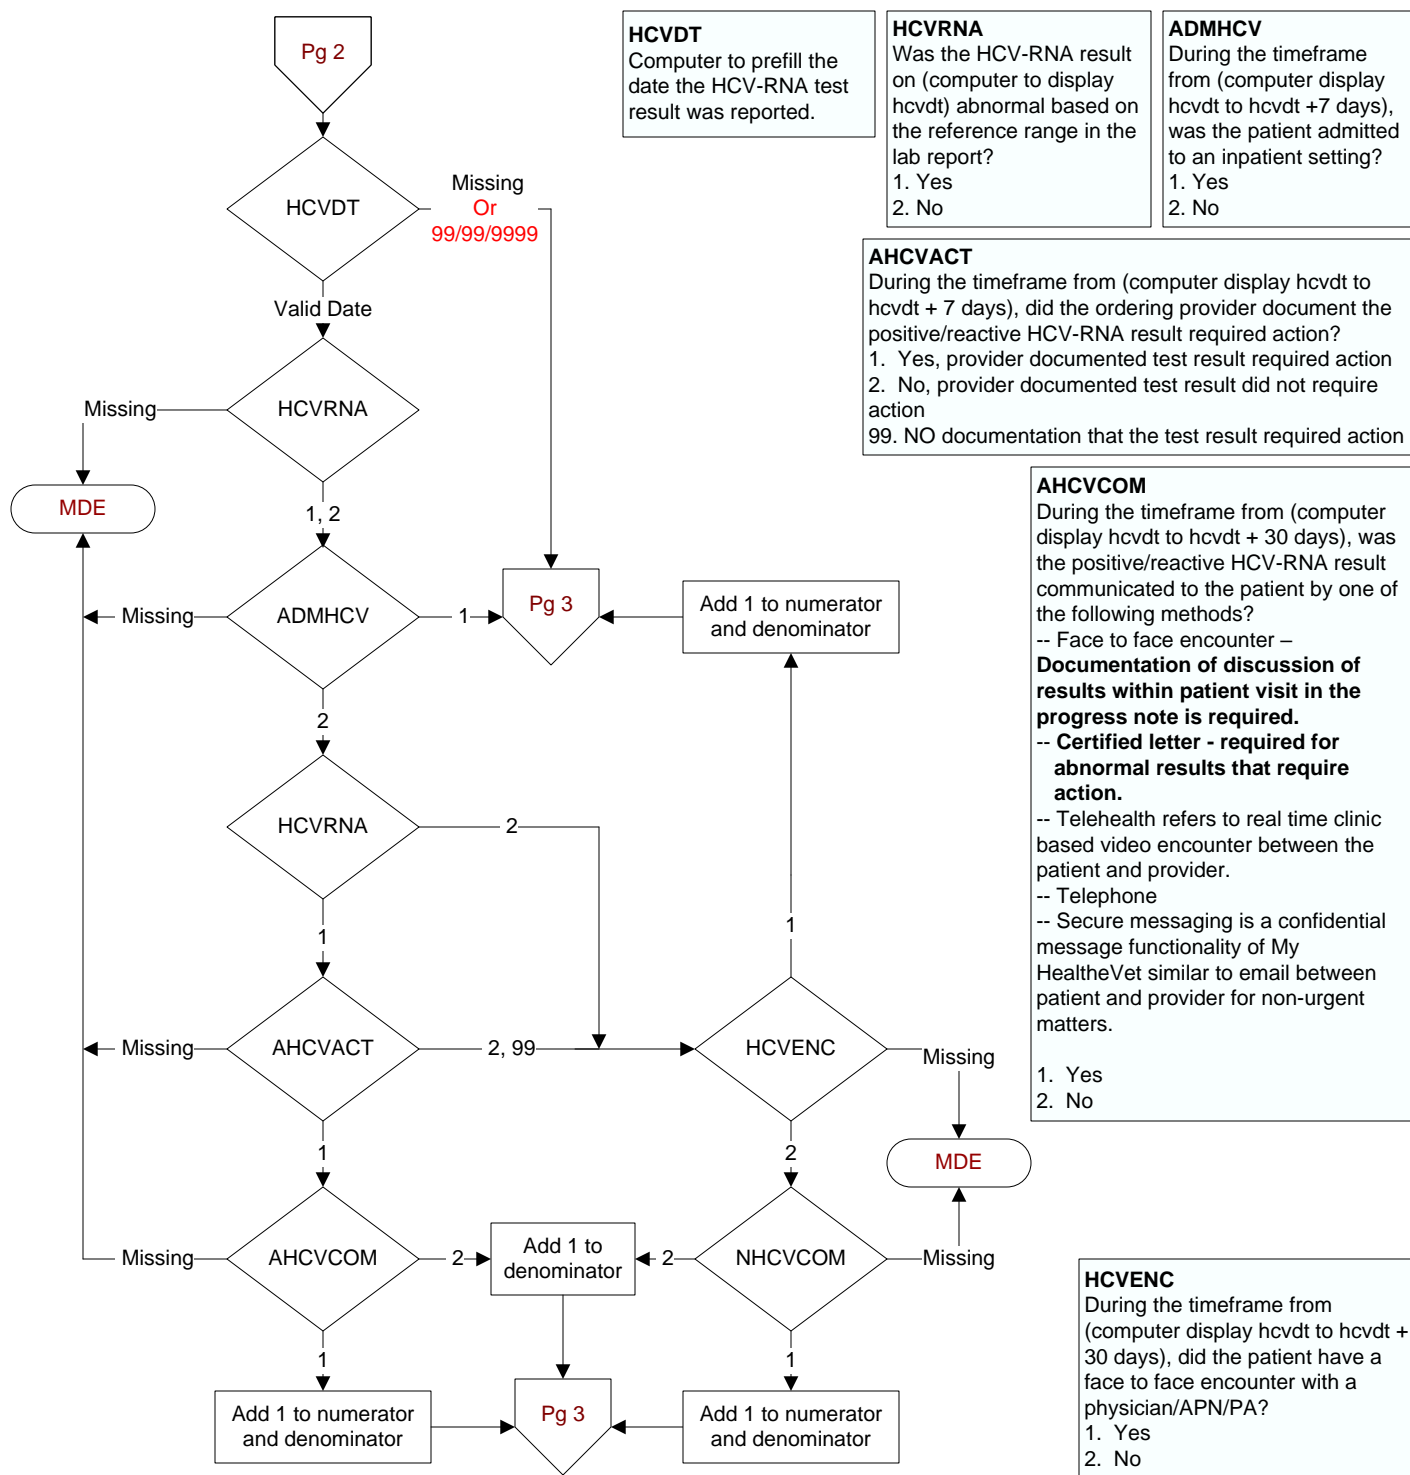 Pg 2
HCVDT
Computer to prefill the
date the HCV-RNA test
result was reported.
HCVRNA
Was the HCV-RNA result
on (computer to display
hcvdt) abnormal based on
the reference range in the
lab report?
1. Yes
2. No
ADMHCV
During the timeframe
from (computer display
hcvdt to hcvdt +7 days),
was the patient admitted
to an inpatient setting?
1. Yes
2. No
HCVDT
Missing
Or
99/99/9999
Valid Date
AHCVACT
During the timeframe from (computer display hcvdt to
hcvdt + 7 days), did the ordering provider document the
positive/reactive HCV-RNA result required action?
1. Yes, provider documented test result required action
2. No, provider documented test result did not require
action
99. NO documentation that the test result required action
Missing
HCVRNA
MDE
1, 2
AHCVCOM
During the timeframe from (computer
display hcvdt to hcvdt + 30 days), was
the positive/reactive HCV-RNA result
communicated to the patient by one of
the following methods?
-- Face to face encounter –
Documentation of discussion of
results within patient visit in the
progress note is required.
-- Certified letter - required for
abnormal results that require
action.
-- Telehealth refers to real time clinic
based video encounter between the
patient and provider.
-- Telephone
-- Secure messaging is a confidential
message functionality of My
HealtheVet similar to email between
patient and provider for non-urgent
matters.
1. Yes
2. No
Missing
ADMHCV
1
Pg 3
Add 1 to numerator
and denominator
2
HCVRNA
2
1
1
Missing
AHCVACT
2, 99
HCVENC
Missing
1
2
MDE
Missing
AHCVCOM
2
Add 1 to
denominator
2
NHCVCOM
Missing
HCVENC
During the timeframe from
(computer display hcvdt to hcvdt +
30 days), did the patient have a
face to face encounter with a
physician/APN/PA?
1. Yes
2. No
1
1
Add 1 to numerator
and denominator
Pg 3
Add 1 to numerator
and denominator